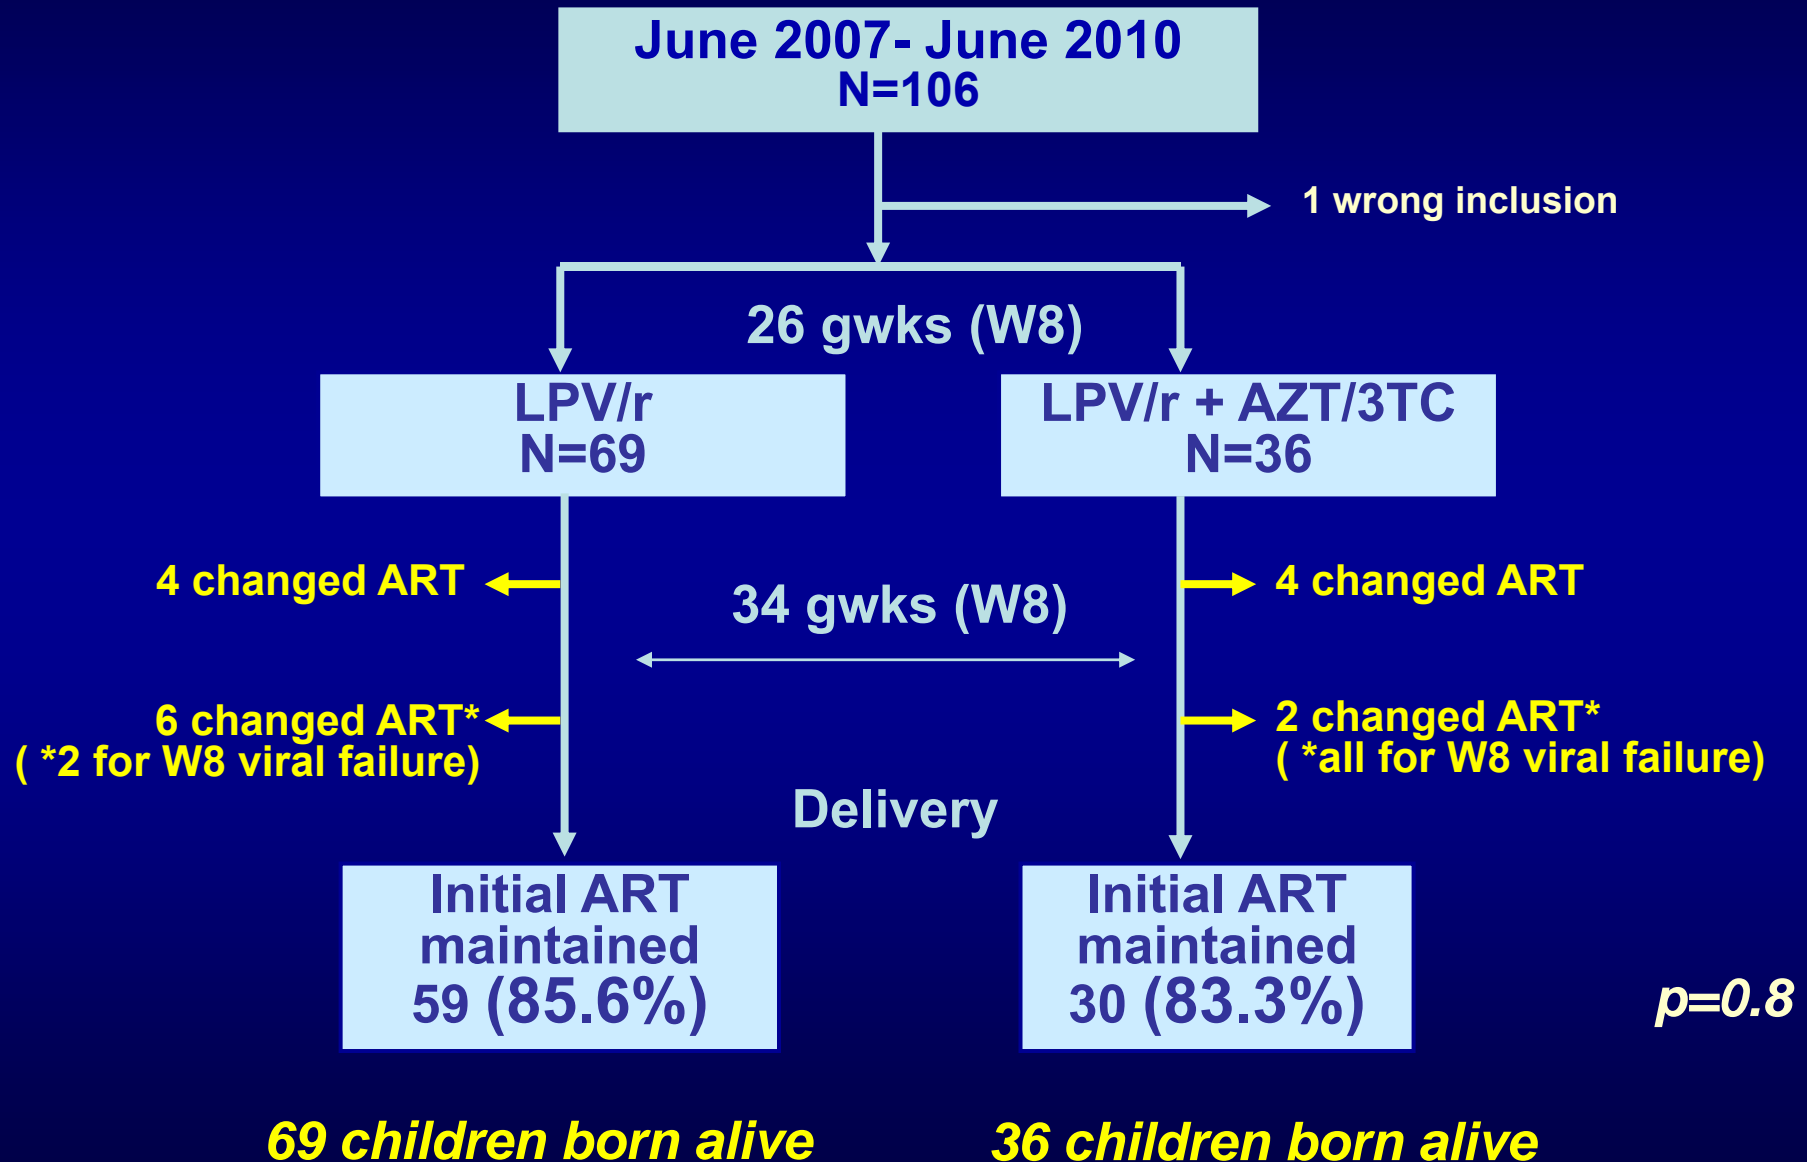 June 2007- June 2010
N=106
1 wrong inclusion
26 gwks (W8)
LPV/r
N=69
LPV/r + AZT/3TC
N=36
4 changed ART
34 gwks (W8)
4 changed ART
6 changed ART*
( *2 for W8 viral failure)
2 changed ART*
( *all for W8 viral failure)
Delivery
Initial ART
maintained
59 (85.6%)
Initial ART
maintained
30 (83.3%)
p=0.8
69 children born alive
36 children born alive